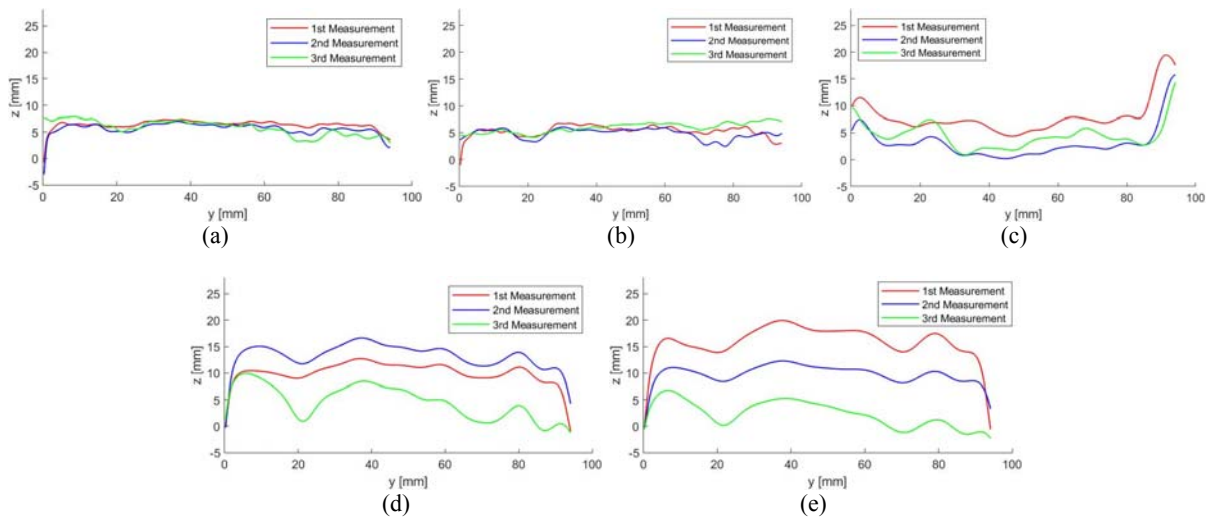 25
20
15
10
5
0
-5
z [mm]
0 20 40 60 80 100
y [mm]
1st Measurement
2nd Measurement
3rd Measurement
(a)
25
20
15
10
5
0
-5
z [mm]
0 20 40 60 80 100
y [mm]
1st Measurement
2nd Measurement
3rd Measurement
(b)
25
20
15
10
5
0
-5
z [mm]
0 20 40 60 80 100
y [mm]
1st Measurement
2nd Measurement
3rd Measurement
(c)
25
20
15
10
5
0
-5
z [mm]
0 20 40 60 80 100
y [mm]
1st Measurement
2nd Measurement
3rd Measurement
(d)
25
20
15
10
5
0
-5
z [mm]
0 20 40 60 80 100
y [mm]
1st Measurement
2nd Measurement
3rd Measurement
(e)